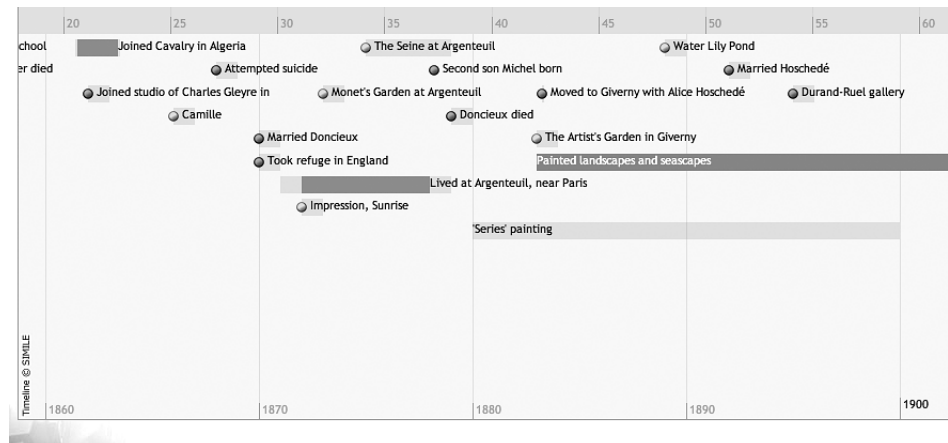 20 25 30 35 40 45 50 55 60
chool Joined Cavalry in Algeria The Seine at Argenteuil Water Lily Pond
er died Attempted suicide Second son Michel born Married Hoschedé
Joined studio of Charles Gleyre in Monet's Garden at Argenteuil Moved to Giverny with Alice Hoschedé Durand-Ruel gallery
Camille Doncieux died
Married Doncieux The Artist's Garden in Giverny
Took refuge in England Painted landscapes and seascapes
Lived at Argenteuil, near Paris
Impression, Sunrise
'Series' painting
Timeline © SIMILE
1860 1870 1880 1890 1900